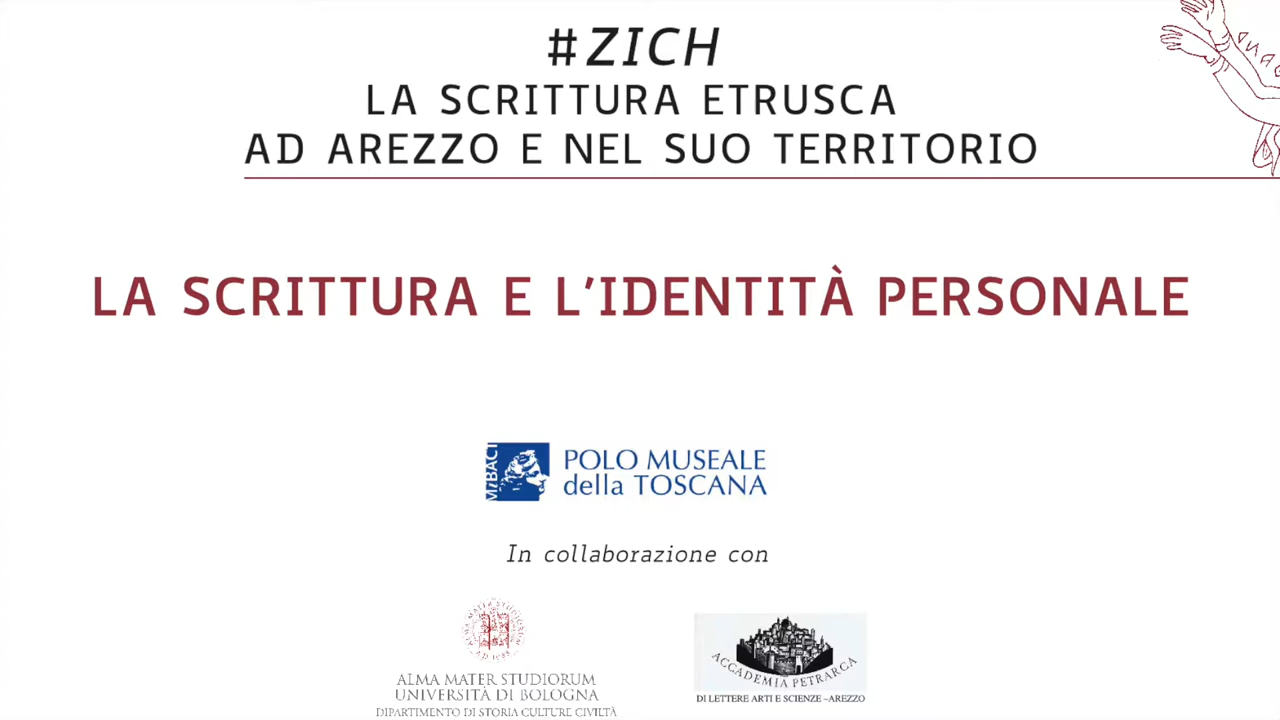 #ZICH
LA SCRITTURA ETRUSCA
AD AREZZO E NEL SUO TERRITORIO
LA SCRITTURA E L'IDENTITÀ PERSONALE
MiBACT
POLO MUSEALE
della TOSCANA
In collaborazione con
ALMA MATER STUDIORUM
UNIVERSITÀ DI BOLOGNA
DIPARTIMENTO DI STORIA CULTURE CIVILTÀ
ACCADEMIA PETRARCA
DI LETTERE ARTI E SCIENZE - AREZZO